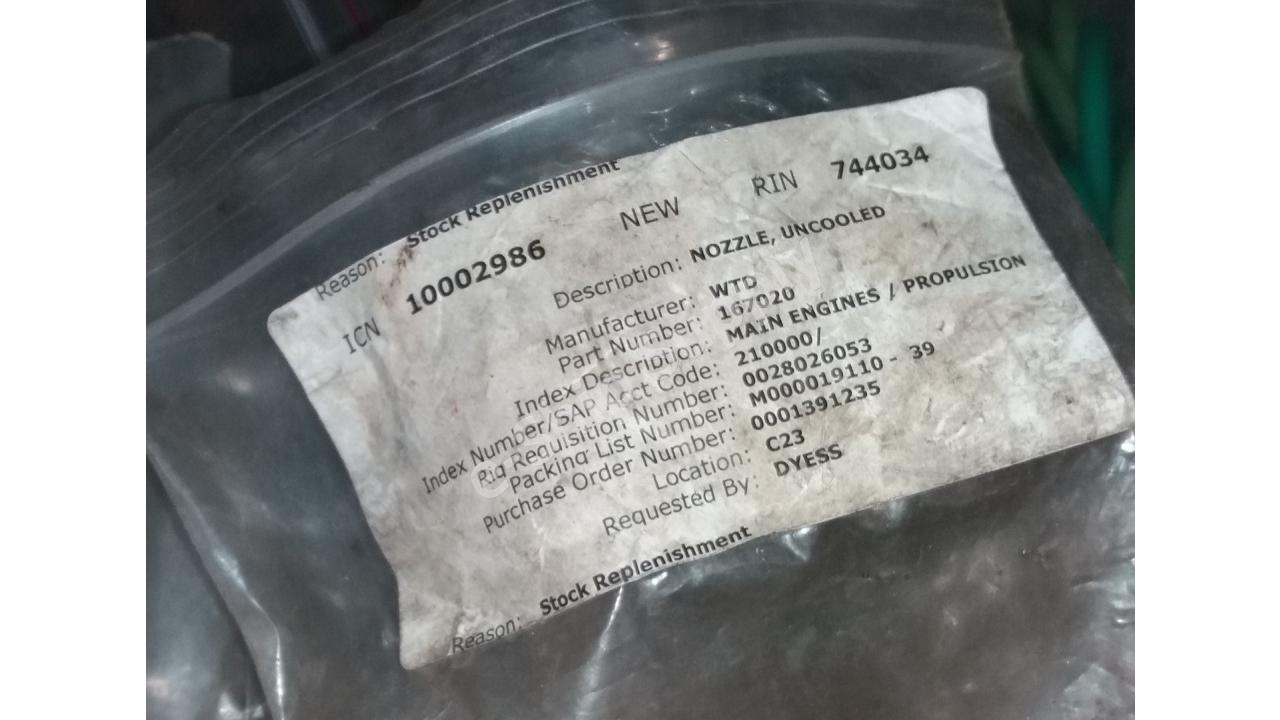 Reason: Stock Replenishment
ICN 10002986 NEW RIN 744034
Description: NOZZLE, UNCOOLED
Manufacturer: WTD
Part Number: 167020
Index Description: MAIN ENGINES / PROPULSION
Index Number/SAP Acct Code: 210000/
Rig Requisition Number: 0028026053
Packing List Number: M000019110 - 39
Purchase Order Number: 0001391235
Location: C23
Requested By: DYESS
Reason: Stock Replenishment